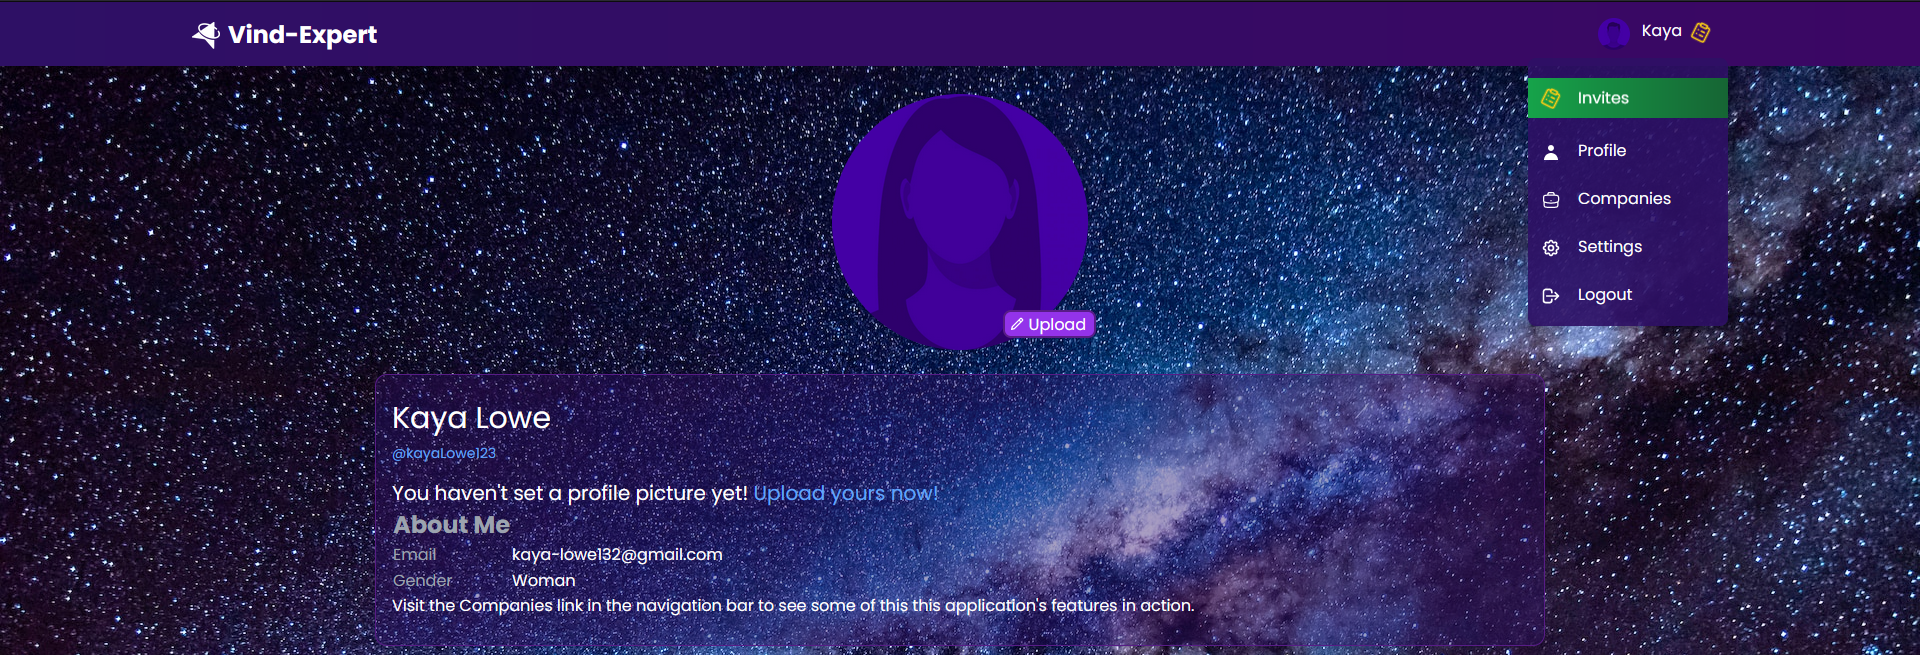 Vind-Expert
Kaya
Invites
Profile
Companies
Settings
Logout
Upload
Kaya Lowe
@kayaLowe123
You haven't set a profile picture yet! Upload yours now!
About Me
Email kaya-lowe132@gmail.com
Gender Woman
Visit the Companies link in the navigation bar to see some of this this application's features in action.